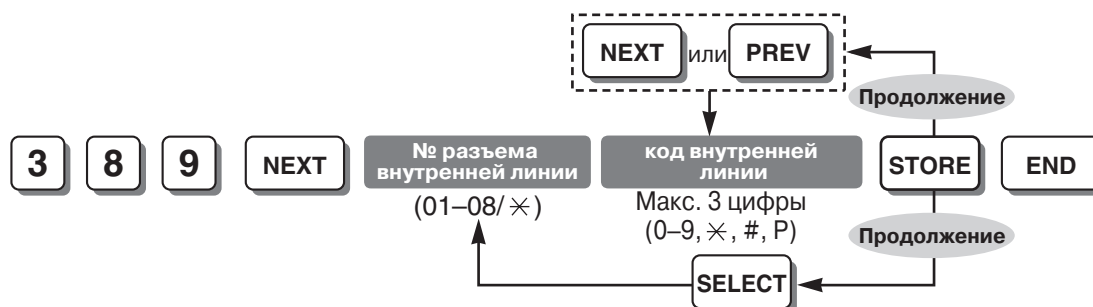 NEXT или PREV
Продолжение
3 8 9 NEXT № разъема внутренней линии код внутренней линии STORE END
(01–08/✳)
Макс. 3 цифры
(0–9, ✳, #, P)
Продолжение
SELECT